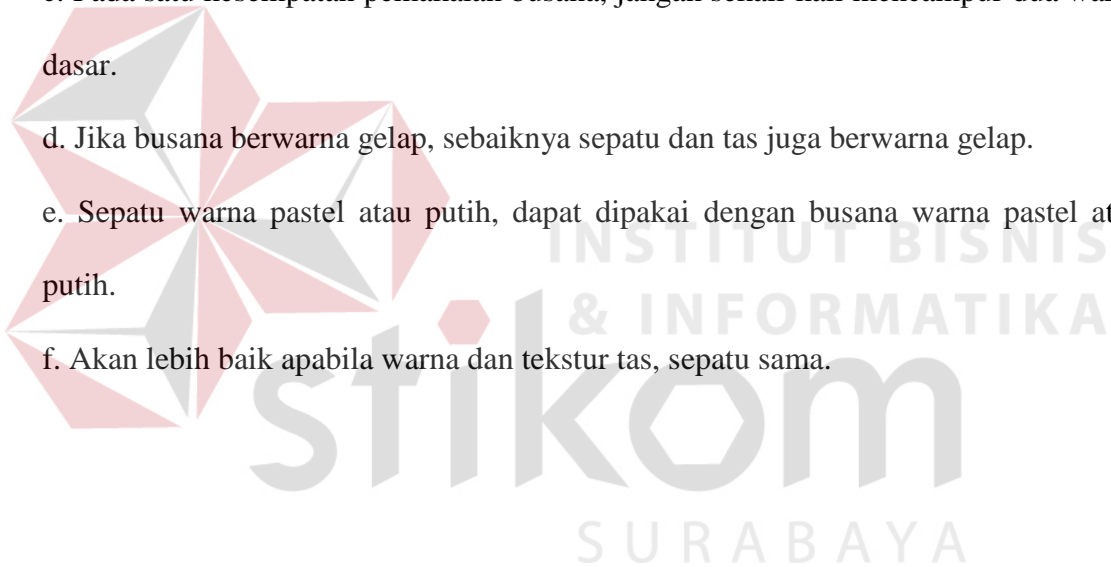 dasar.
d. Jika busana berwarna gelap, sebaiknya sepatu dan tas juga berwarna gelap.
e. Sepatu warna pastel atau putih, dapat dipakai dengan busana warna pastel
putih.
f. Akan lebih baik apabila warna dan tekstur tas, sepatu sama.
INSTITUT BISNIS
& INFORMATIKA
stikom
SURABAYA